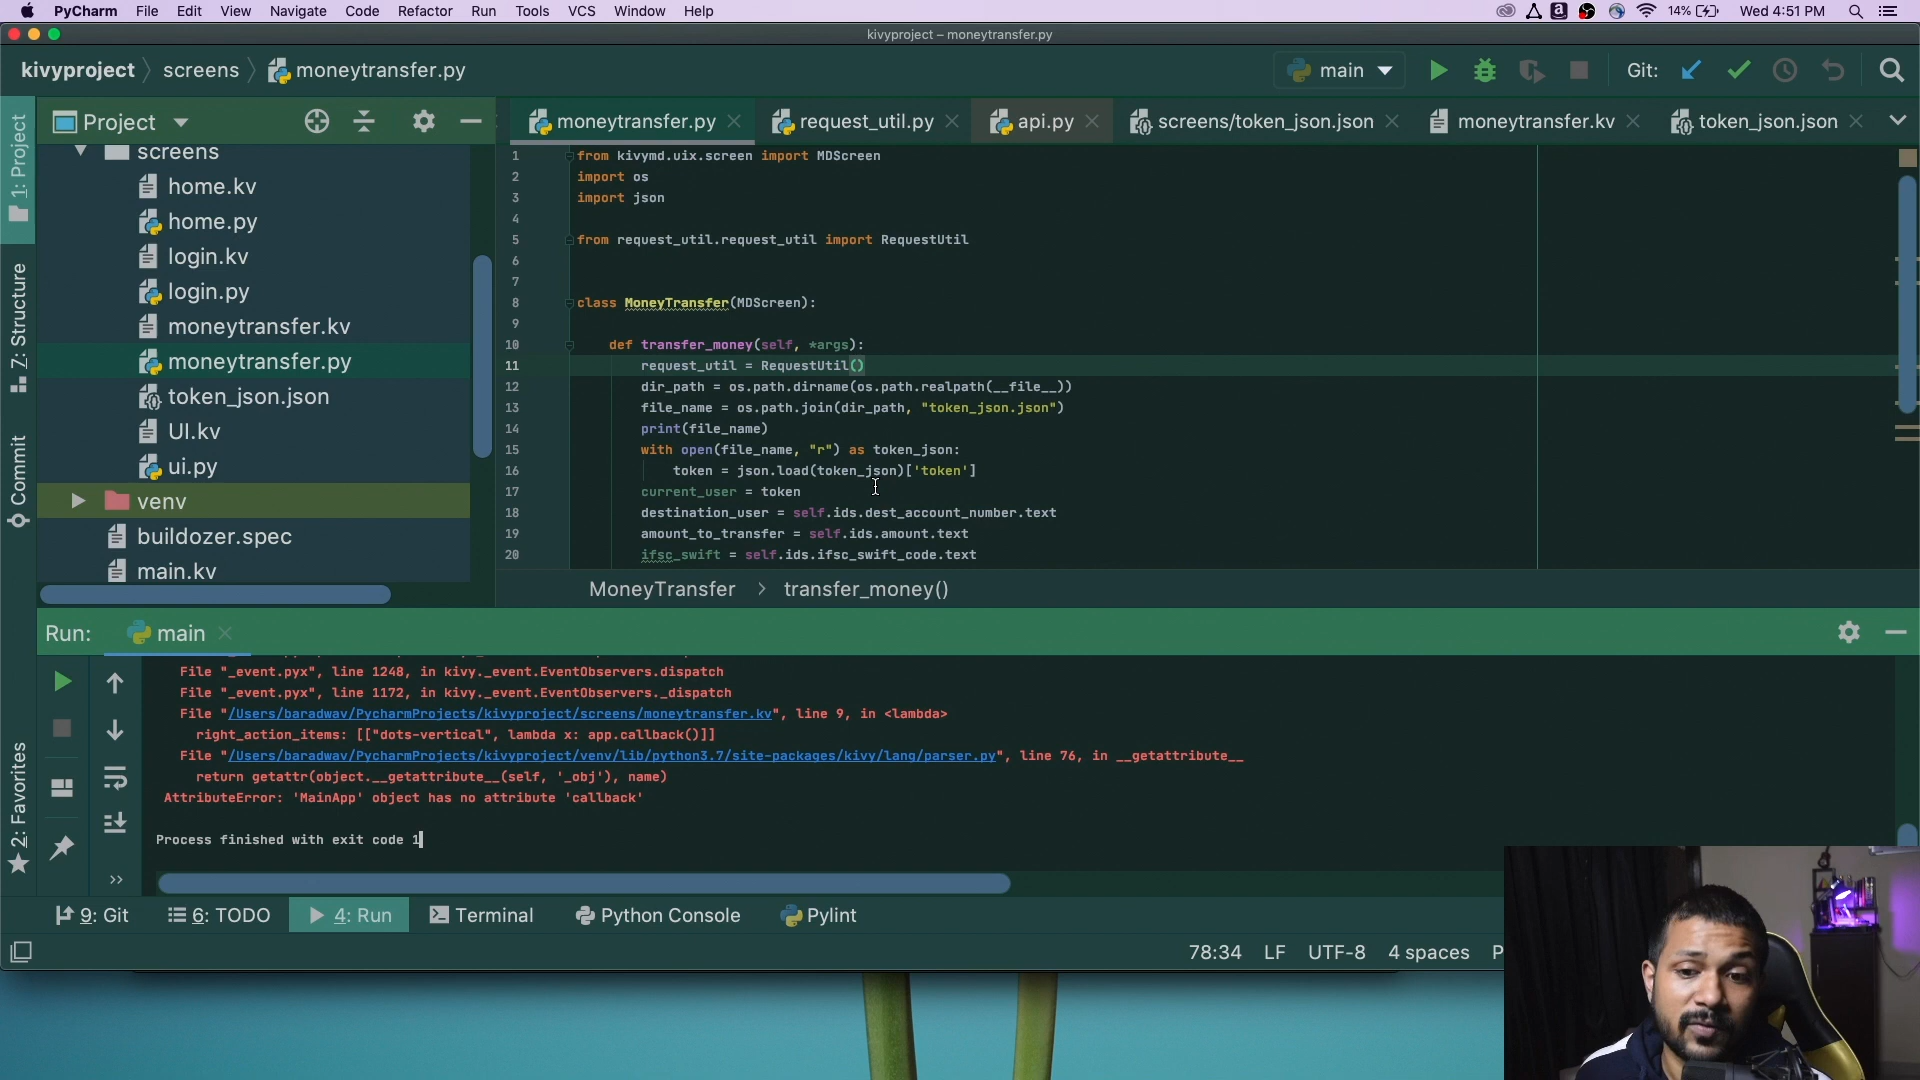 PyCharm File Edit View Navigate Code Refactor Run Tools VCS Window Help
14% Wed 4:51 PM
kivyproject – moneytransfer.py
kivyproject screens moneytransfer.py
main Git:
1: Project
Z: Structure
Commit
2: Favorites
Project
screens
home.kv
home.py
login.kv
login.py
moneytransfer.kv
moneytransfer.py
token_json.json
UI.kv
ui.py
venv
buildozer.spec
main.kv
moneytransfer.py request_util.py api.py screens/token_json.json moneytransfer.kv token_json.json
1 from kivymd.uix.screen import MDScreen
2 import os
3 import json
4
5 from request_util.request_util import RequestUtil
6
7
8 class MoneyTransfer(MDScreen):
9
10 def transfer_money(self, *args):
11 request_util = RequestUtil()
12 dir_path = os.path.dirname(os.path.realpath(__file__))
13 file_name = os.path.join(dir_path, "token_json.json")
14 print(file_name)
15 with open(file_name, "r") as token_json:
16 token = json.load(token_json)['token']
17 current_user = token
18 destination_user = self.ids.dest_account_number.text
19 amount_to_transfer = self.ids.amount.text
20 ifsc_swift = self.ids.ifsc_swift_code.text
MoneyTransfer > transfer_money()
Run: main
File "_event.pyx", line 1248, in kivy._event.EventObservers.dispatch
File "_event.pyx", line 1172, in kivy._event.EventObservers._dispatch
File "/Users/baradwav/PycharmProjects/kivyproject/screens/moneytransfer.kv", line 9, in <lambda>
right_action_items: [["dots-vertical", lambda x: app.callback()]]
File "/Users/baradwav/PycharmProjects/kivyproject/venv/lib/python3.7/site-packages/kivy/lang/parser.py", line 76, in __getattribute__
return getattr(object.__getattribute__(self, '_obj'), name)
AttributeError: 'MainApp' object has no attribute 'callback'
Process finished with exit code 1
9: Git 6: TODO 4: Run Terminal Python Console Pylint
78:34 LF UTF-8 4 spaces P